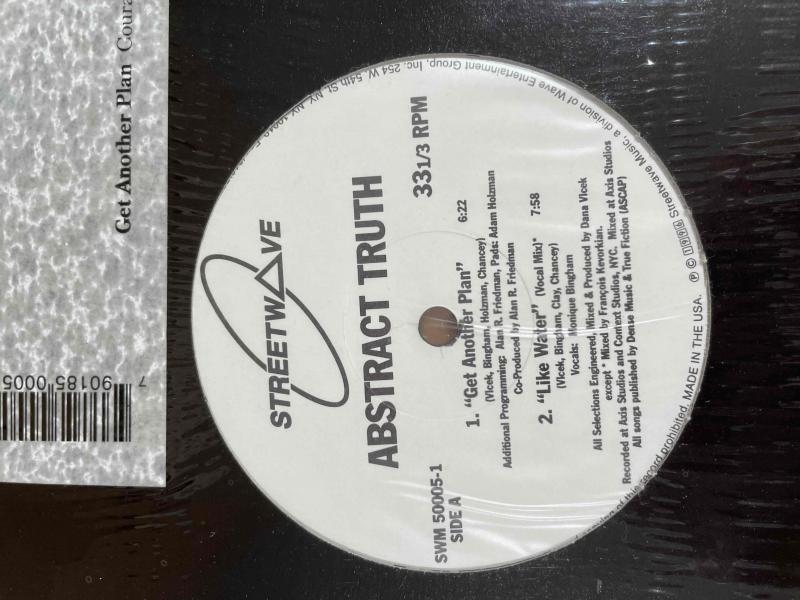 Get Another Plan Coura
7 90185 0005
STREETWAVE
ABSTRACT TRUTH
SWM 50005-1
SIDE A
33 1/3 RPM
1. "Get Another Plan" 6:22
(Vlcek, Bingham, Holzman, Chancey)
Additional Programming: Alan R. Friedman, Pads: Adam Holzman
Co-Produced by Alan R. Friedman
2. "Like Water" (Vocal Mix)* 7:58
(Vlcek, Bingham, Clay, Chancey)
Vocals: Monique Bingham
All Selections Engineered, Mixed & Produced by Dana Vlcek
except * Mixed by François Kevorkian.
Recorded at Axis Studios and Context Studios, NYC. Mixed at Axis Studios
All songs published by Dense Music & True Fiction (ASCAP)
℗ © 1996 Streetwave Music, a division of Wave Entertainment Group, Inc. 254 W. 54th St. NY, NY
of this record prohibited. MADE IN THE USA.